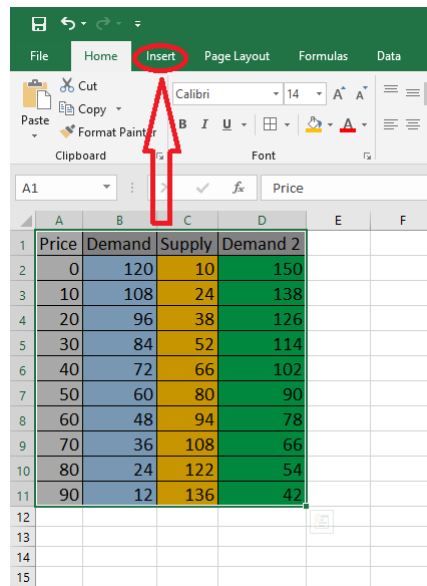 File Home Insert Page Layout Formulas Data
Cut
Calibri 14 A A
Copy
Paste
Format Painter
B I U A
Clipboard Font
A1 fx Price
A B C D E F
1 Price Demand Supply Demand 2
2 0 120 10 150
3 10 108 24 138
4 20 96 38 126
5 30 84 52 114
6 40 72 66 102
7 50 60 80 90
8 60 48 94 78
9 70 36 108 66
10 80 24 122 54
11 90 12 136 42
12
13
14
15